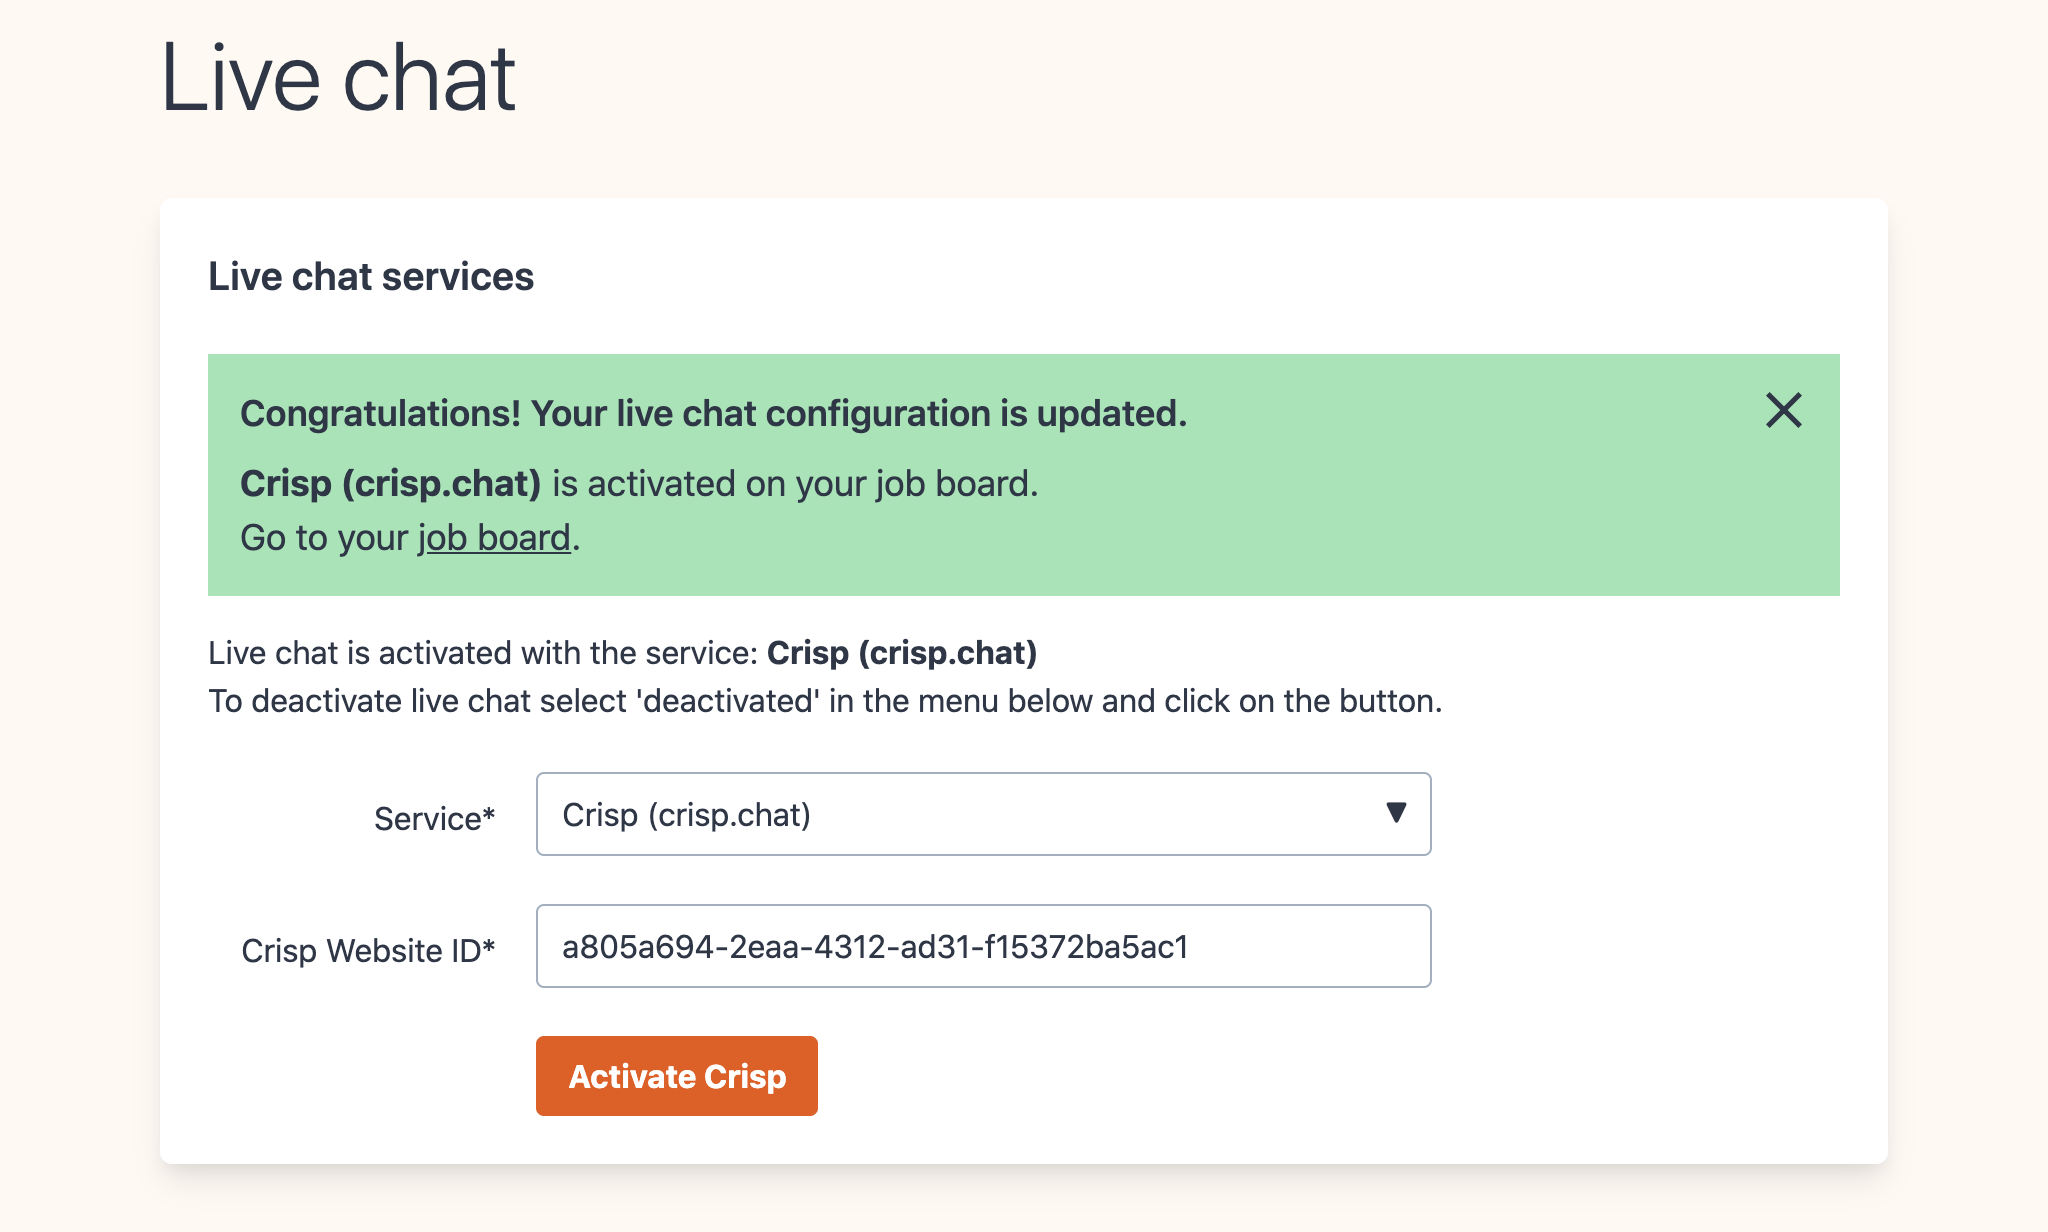 Live chat
Live chat services
Congratulations! Your live chat configuration is updated.
Crisp (crisp.chat) is activated on your job board.
Go to your job board.
Live chat is activated with the service: Crisp (crisp.chat)
To deactivate live chat select 'deactivated' in the menu below and click on the button.
Service* Crisp (crisp.chat)
Crisp Website ID* a805a694-2eaa-4312-ad31-f15372ba5ac1
Activate Crisp